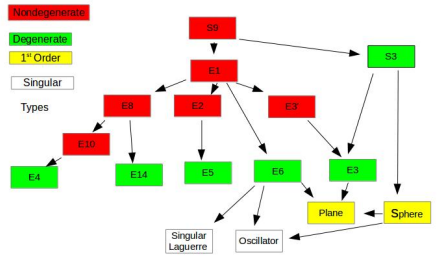 Nondegenerate
Degenerate
1st Order
Singular
Types
S9
S3
E1
E8
E2
E3'
E10
E4
E14
E5
E6
E3
Plane
Sphere
Singular
Laguerre
Oscillator